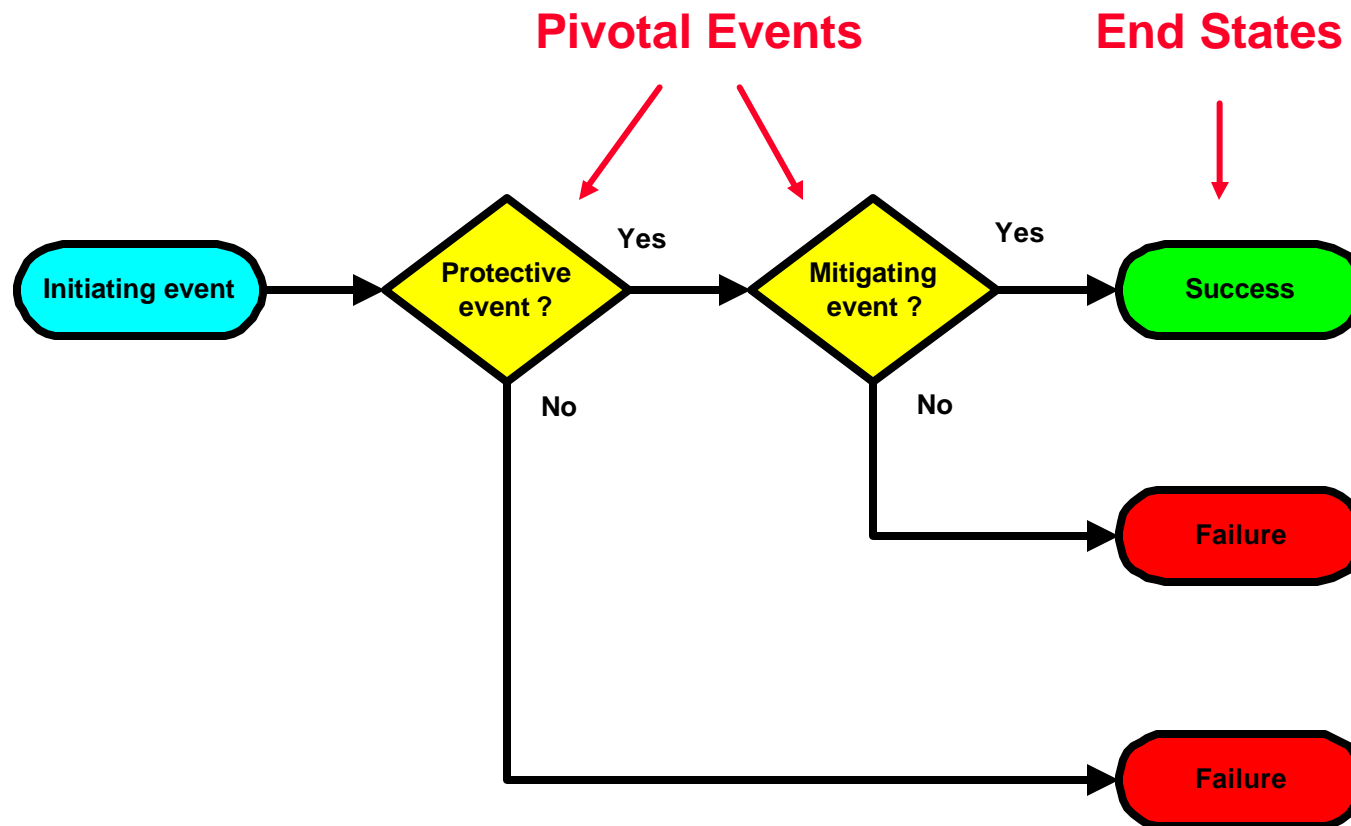 Pivotal Events
End States
Initiating event
Protective
event ?
Yes
Mitigating
event ?
Yes
Success
No
No
Failure
Failure